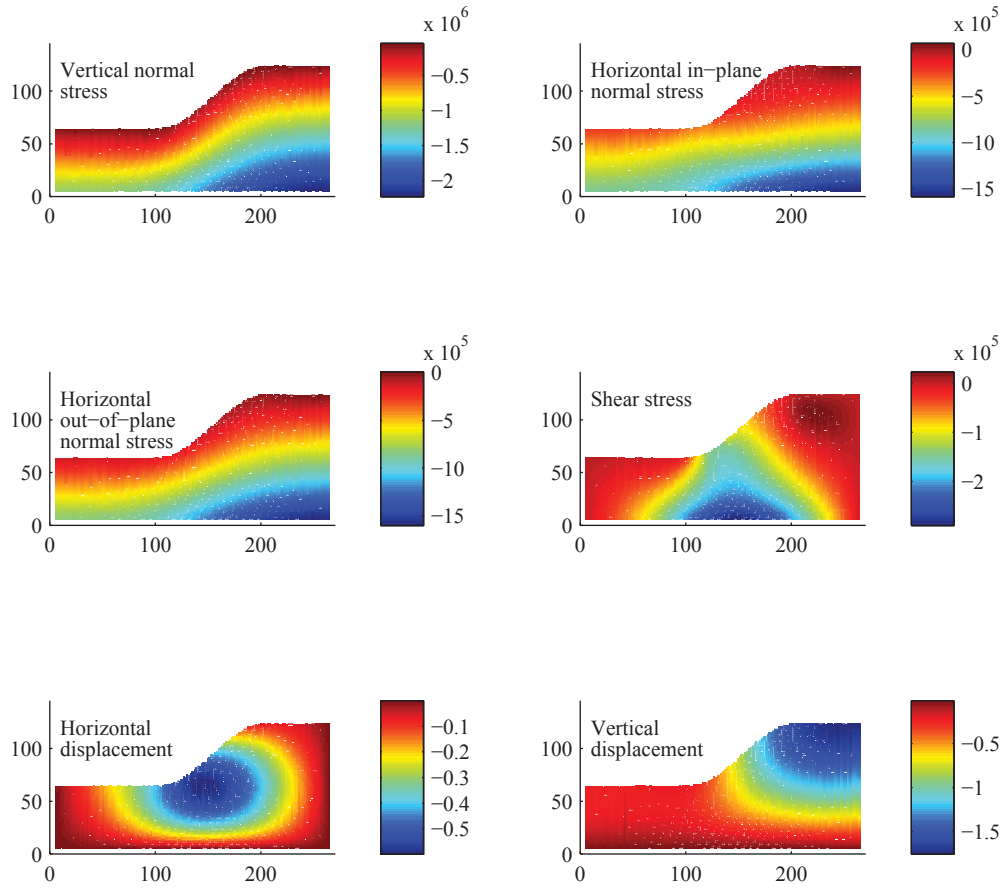 x 10^6
Vertical normal
stress
−0.5
−1
−1.5
−2
100
50
0
0 100 200
x 10^5
Horizontal in−plane
normal stress
0
−5
−10
−15
100
50
0
0 100 200
x 10^5
Horizontal
out−of−plane
normal stress
0
−5
−10
−15
100
50
0
0 100 200
x 10^5
Shear stress
0
−1
−2
100
50
0
0 100 200
Horizontal
displacement
−0.1
−0.2
−0.3
−0.4
−0.5
100
50
0
0 100 200
Vertical
displacement
−0.5
−1
−1.5
100
50
0
0 100 200